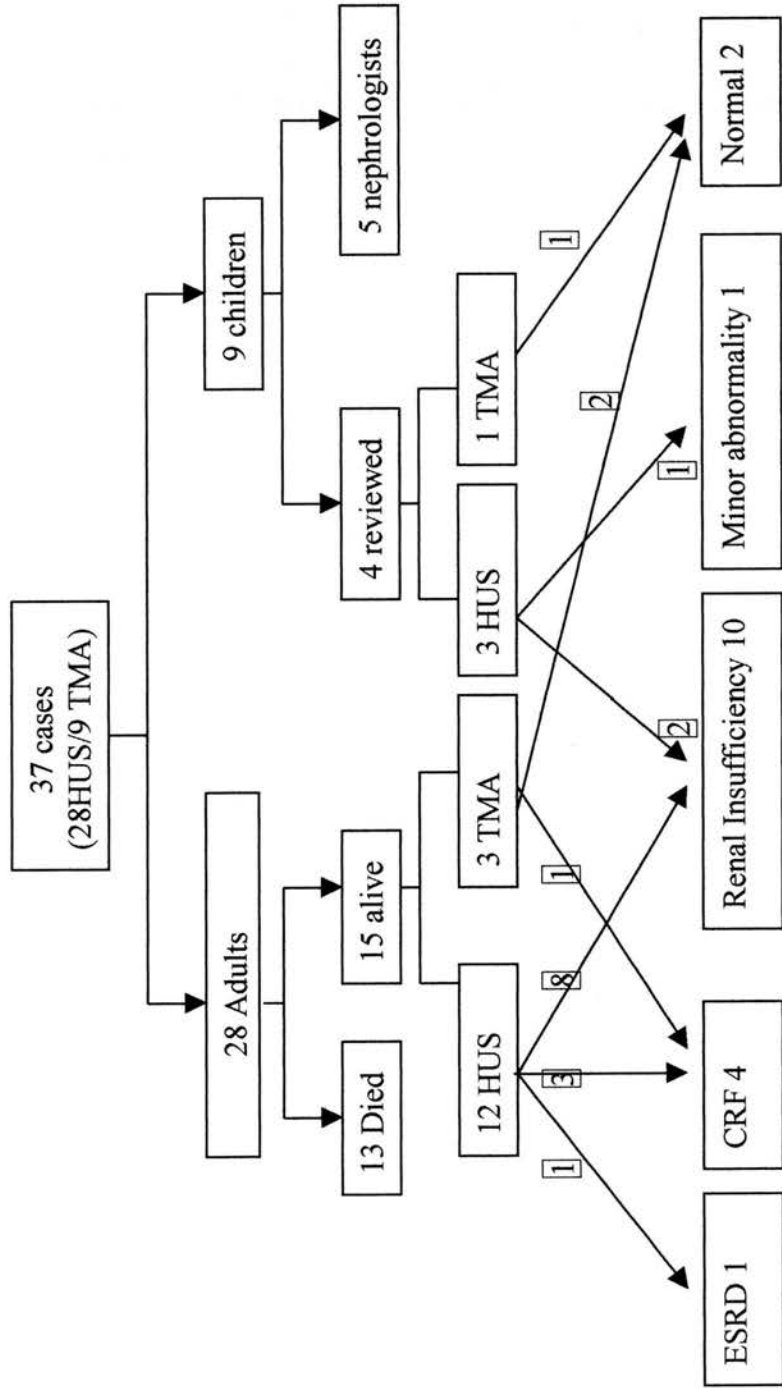 37 cases
(28HUS/9 TMA)
28 Adults
9 children
13 Died
15 alive
4 reviewed
5 nephrologists
12 HUS
3 TMA
3 HUS
1 TMA
1
3
8
1
2
1
2
1
ESRD 1
CRF 4
Renal Insufficiency 10
Minor abnormality 1
Normal 2